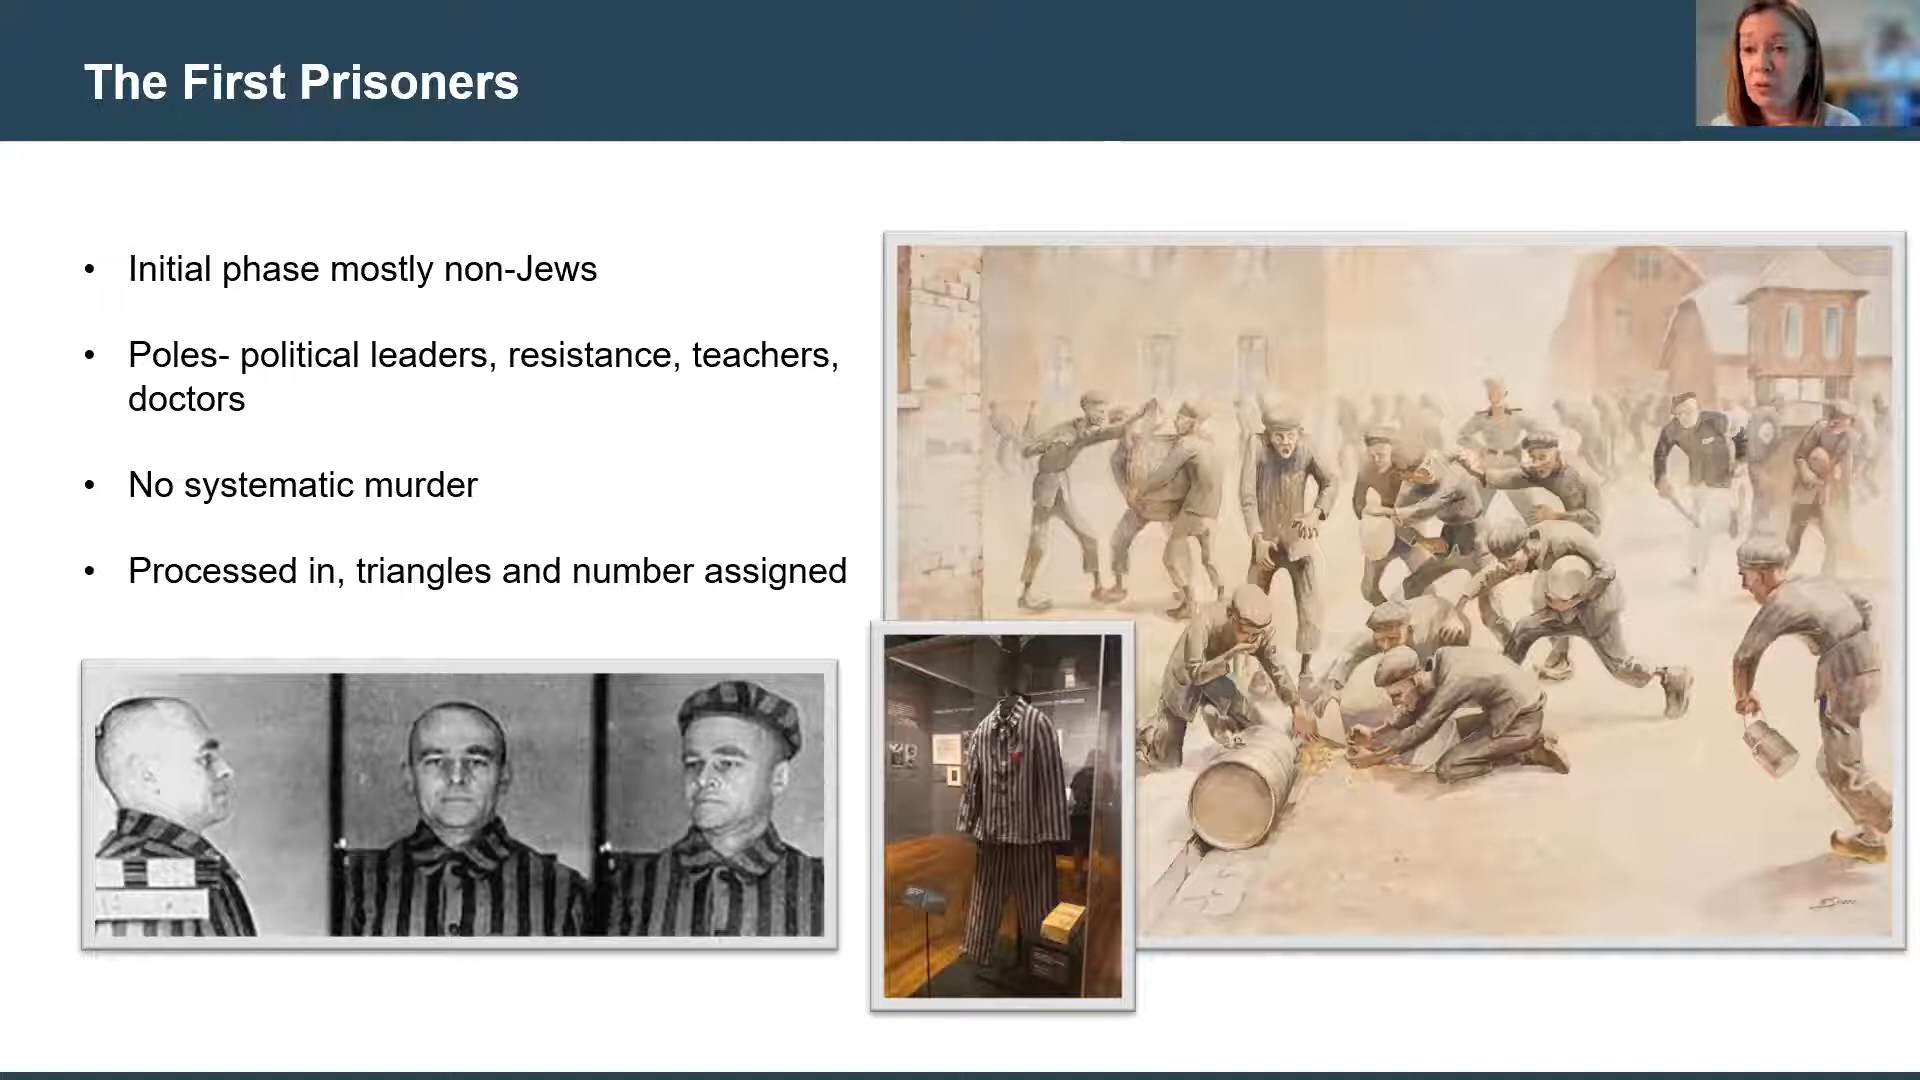 The First Prisoners
• Initial phase mostly non-Jews
• Poles- political leaders, resistance, teachers,
doctors
• No systematic murder
• Processed in, triangles and number assigned